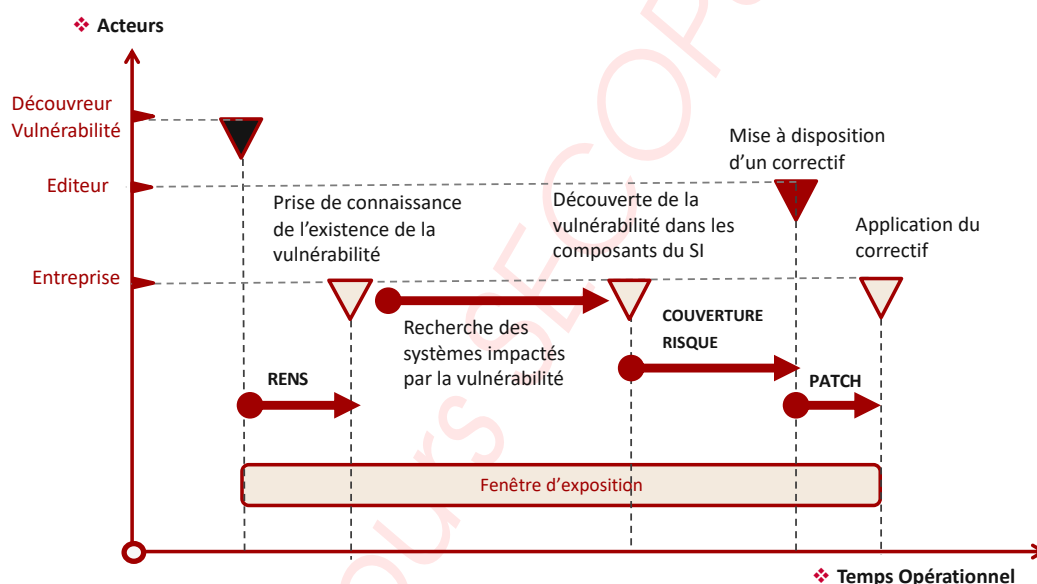 ❖ Acteurs
Découvreur
Vulnérabilité
Mise à disposition
d’un correctif
Editeur
Prise de connaissance
de l’existence de la
vulnérabilité
Découverte de la
vulnérabilité dans les
composants du SI
Application du
correctif
Entreprise
Recherche des
systèmes impactés
par la vulnérabilité
COUVERTURE
RISQUE
RENS
PATCH
Fenêtre d’exposition
❖ Temps Opérationnel
ours SECOP